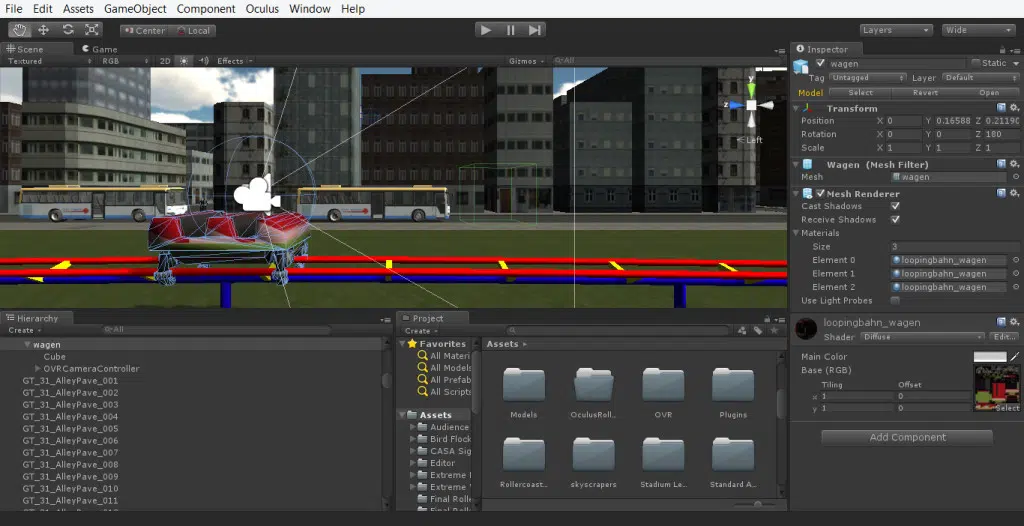 File Edit Assets GameObject Component Oculus Window Help
Center Local Layers Wide
Scene Game
Textured RGB 2D Effects Gizmos All
y
z
Left
Inspector
wagen Static
Tag Untagged Layer Default
Model Select Revert Open
Transform
Position X 0 Y 0.16588 Z 0.21190
Rotation X 0 Y 0 Z 180
Scale X 1 Y 1 Z 1
Wagen (Mesh Filter)
Mesh wagen
Mesh Renderer
Cast Shadows
Receive Shadows
Materials
Size 3
Element 0 loopingbahn_wagen
Element 1 loopingbahn_wagen
Element 2 loopingbahn_wagen
Use Light Probes
loopingbahn_wagen
Shader Diffuse Edit...
Main Color
Base (RGB)
Tiling Offset
x 1 0
y 1 0
Select
Add Component
Hierarchy
Create All
wagen
Cube
OVRCameraController
GT_31_AlleyPave_001
GT_31_AlleyPave_002
GT_31_AlleyPave_003
GT_31_AlleyPave_004
GT_31_AlleyPave_005
GT_31_AlleyPave_006
GT_31_AlleyPave_007
GT_31_AlleyPave_008
GT_31_AlleyPave_009
GT_31_AlleyPave_010
GT_31_AlleyPave_011
Project
Create
Favorites
All Materi
All Models
All Prefab
All Scripts
Assets
Audience
Bird Flock
CASA Sig
Editor
Extreme
Extreme
Final Rolle
Final Rolle
Assets
Models OculusRoll... OVR Plugins
Rollercoast... skyscrapers Stadium Le... Standard A...